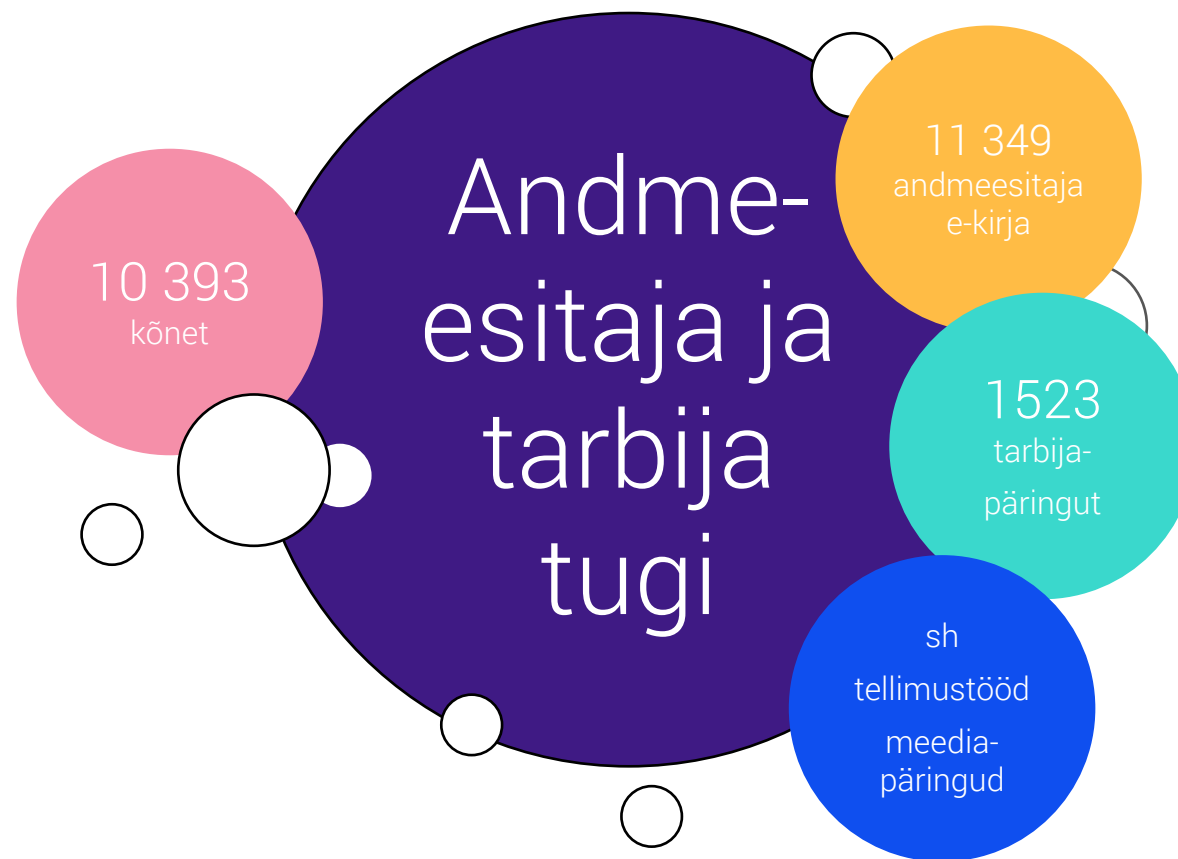 Andme-
esitaja ja
tarbija
tugi
10 393
kõnet
11 349
andmeesitaja
e-kirja
1523
tarbija-
päringut
sh
tellimustööd
meedia-
päringud